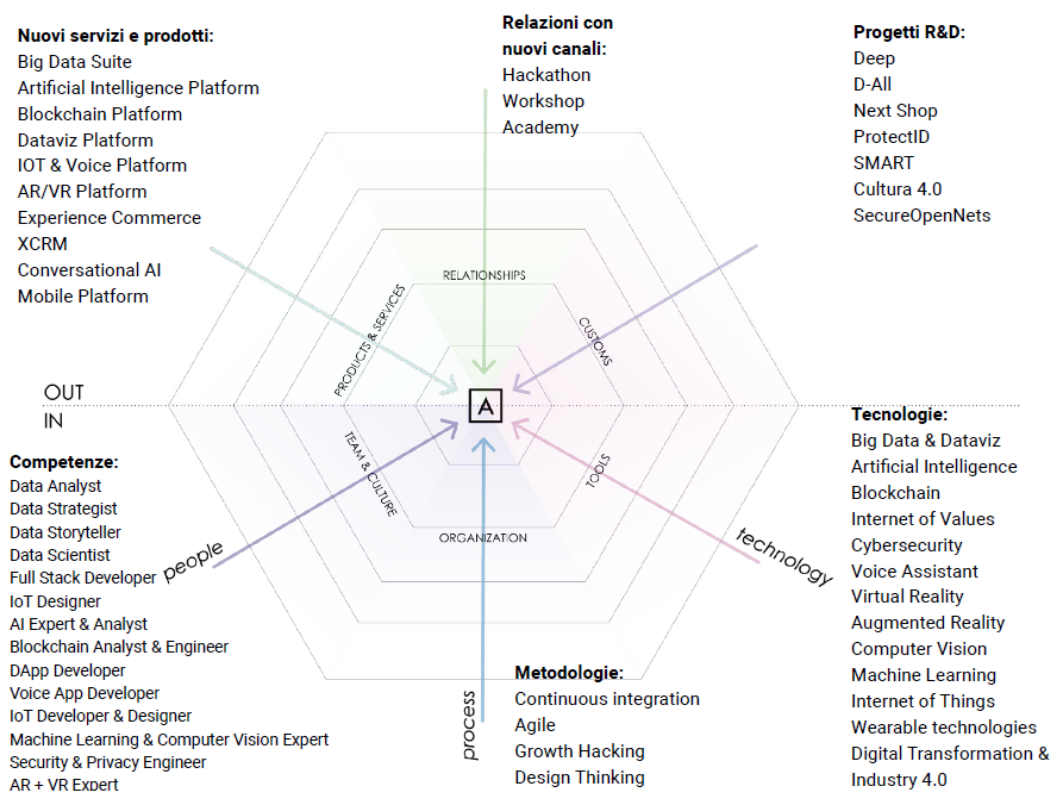 Nuovi servizi e prodotti:
Big Data Suite
Artificial Intelligence Platform
Blockchain Platform
Dataviz Platform
IOT & Voice Platform
AR/VR Platform
Experience Commerce
XCRM
Conversational AI
Mobile Platform
Relazioni con
nuovi canali:
Hackathon
Workshop
Academy
Progetti R&D:
Deep
D-All
Next Shop
ProtectID
SMART
Cultura 4.0
SecureOpenNets
RELATIONSHIPS
PRODUCTS & SERVICES
CUSTOMS
OUT
IN
A
TEAM & CULTURE
TOOLS
ORGANIZATION
people
process
technology
Competenze:
Data Analyst
Data Strategist
Data Storyteller
Data Scientist
Full Stack Developer
IoT Designer
AI Expert & Analyst
Blockchain Analyst & Engineer
DApp Developer
Voice App Developer
IoT Developer & Designer
Machine Learning & Computer Vision Expert
Security & Privacy Engineer
AR + VR Expert
Metodologie:
Continuous integration
Agile
Growth Hacking
Design Thinking
Tecnologie:
Big Data & Dataviz
Artificial Intelligence
Blockchain
Internet of Values
Cybersecurity
Voice Assistant
Virtual Reality
Augmented Reality
Computer Vision
Machine Learning
Internet of Things
Wearable technologies
Digital Transformation &
Industry 4.0